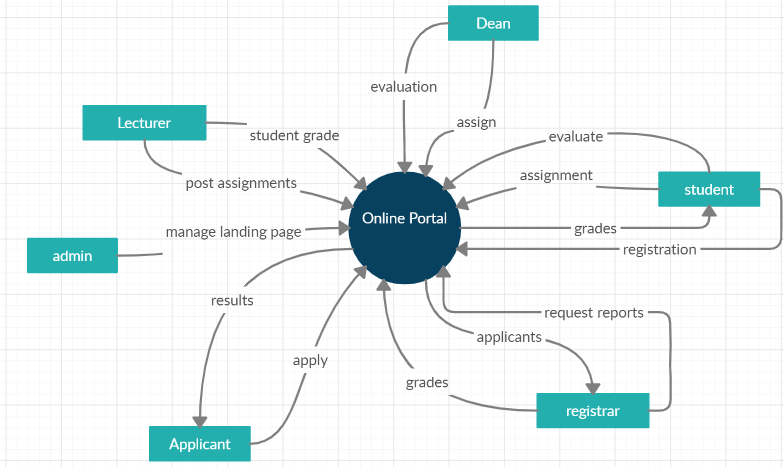 Dean
evaluation
assign
Lecturer
student grade
evaluate
post assignments
assignment
student
Online Portal
manage landing page
grades
admin
registration
results
request reports
applicants
apply
grades
registrar
Applicant